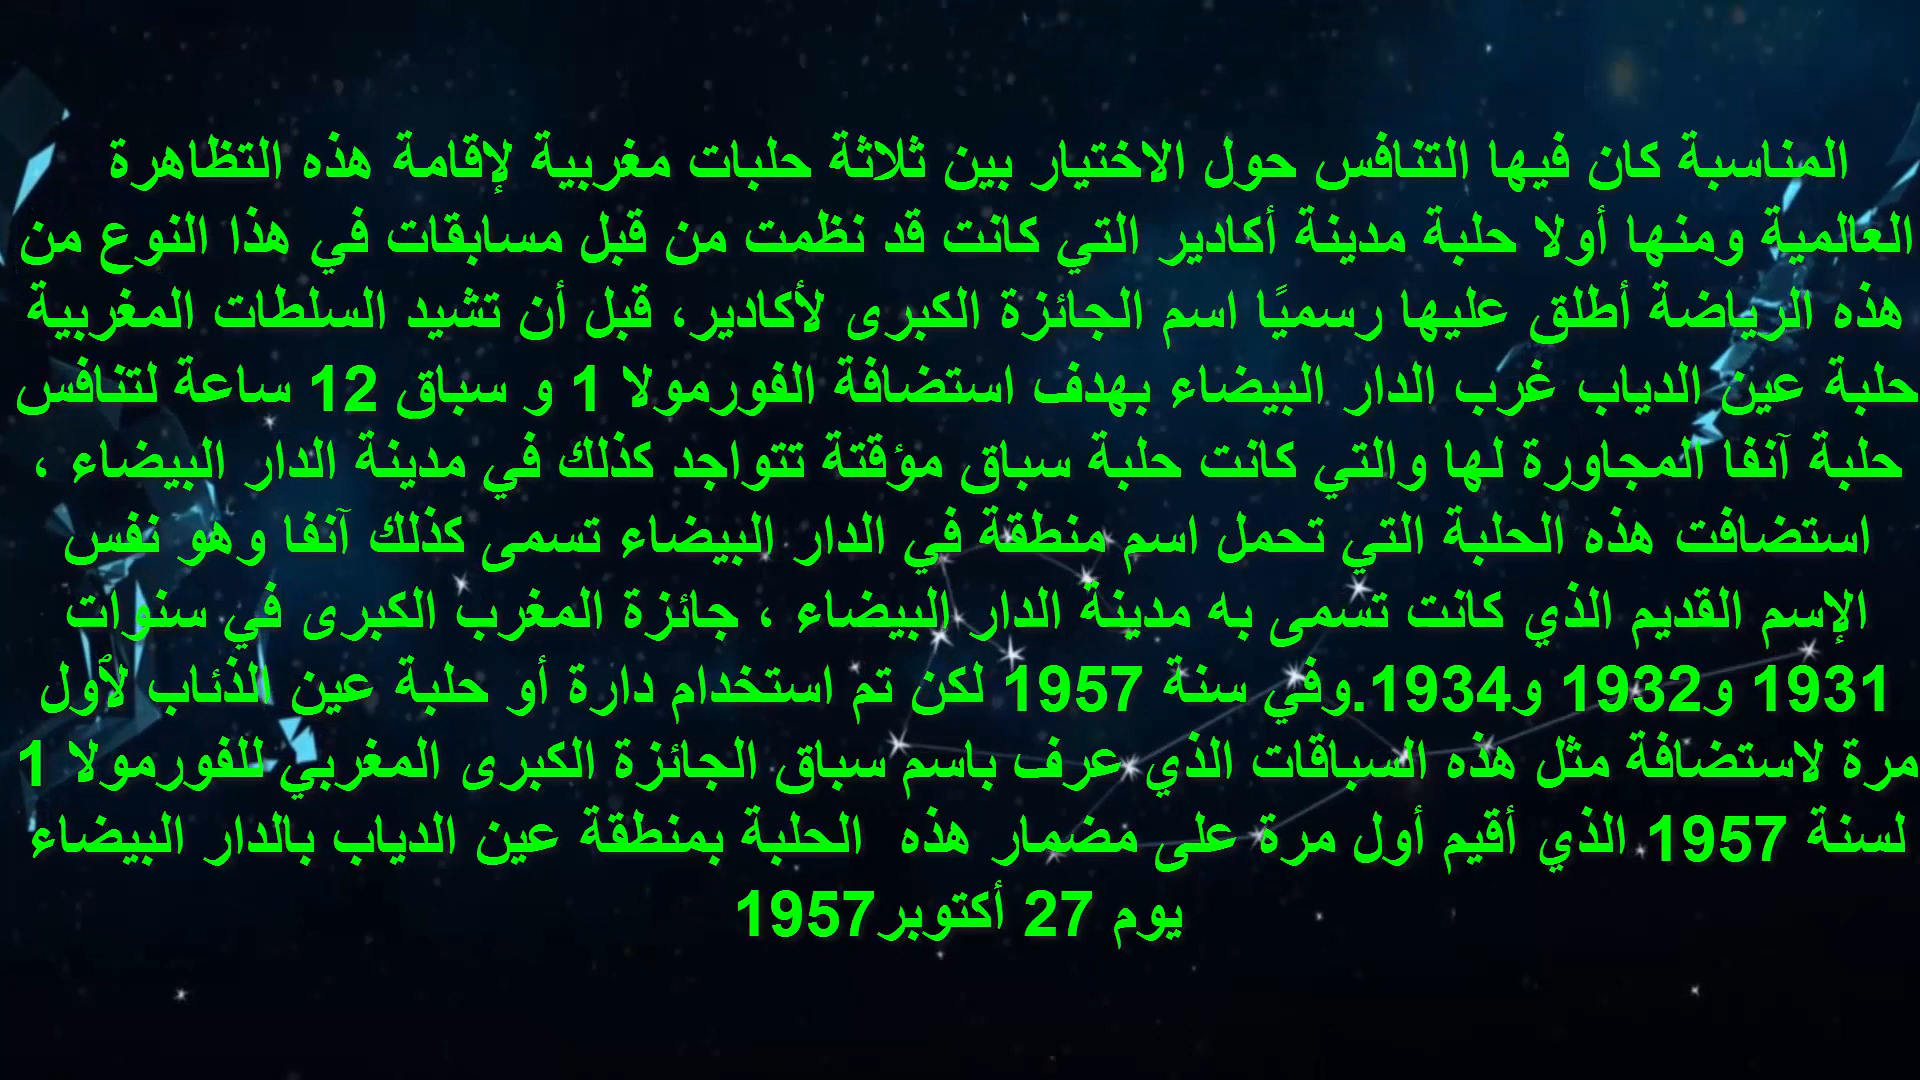 المناسبة كان فيها التنافس حول الاختيار بين ثلاثة حلبات مغربية لإقامة هذه التظاهرة
العالمية ومنها أولا حلبة مدينة أكادير التي كانت قد نظمت من قبل مسابقات في هذا النوع من
هذه الرياضة أطلق عليها رسميًا اسم الجائزة الكبرى لأكادير، قبل أن تشيد السلطات المغربية
حلبة عين الدياب غرب الدار البيضاء بهدف استضافة الفورمولا 1 و سباق 12 ساعة لتنافس
حلبة آنفا المجاورة لها والتي كانت حلبة سباق مؤقتة تتواجد كذلك في مدينة الدار البيضاء ،
استضافت هذه الحلبة التي تحمل اسم منطقة في الدار البيضاء تسمى كذلك آنفا وهو نفس
الإسم القديم الذي كانت تسمى به مدينة الدار البيضاء ، جائزة المغرب الكبرى في سنوات
1931 و1932 و1934.وفي سنة 1957 لكن تم استخدام دارة أو حلبة عين الذئاب لأول
مرة لاستضافة مثل هذه السباقات الذي عرف باسم سباق الجائزة الكبرى المغربي للفورمولا 1
لسنة 1957 الذي أقيم أول مرة على مضمار هذه الحلبة بمنطقة عين الدياب بالدار البيضاء
يوم 27 أكتوبر1957